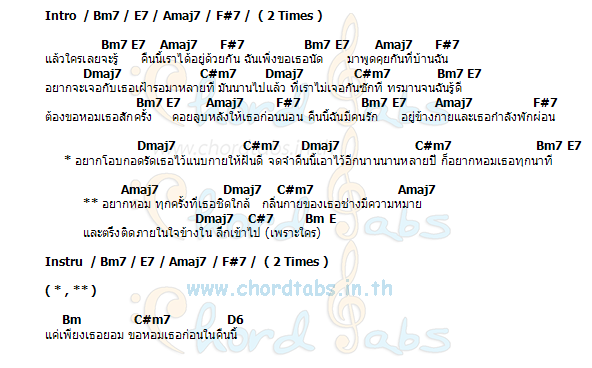 Intro / Bm7 / E7 / Amaj7 / F#7 / ( 2 Times )
Bm7 E7 Amaj7 F#7 Bm7 E7 Amaj7 F#7
แล้วใครเลยจะรู้ คืนนี้เราได้อยู่ด้วยกัน ฉันเพิ่งขอเธอนัด มาพูดคุยกันที่บ้านฉัน
Dmaj7 C#m7 Dmaj7 C#m7 Bm7 E7
อยากจะเจอกับเธอเฝ้ารอมาหลายที มันนานไปแล้ว ที่เราไม่เจอกันซักที ทรมานจนฉันรู้ดี
Bm7 E7 Amaj7 F#7 Bm7 E7 Amaj7 F#7
ต้องขอหอมเธอสักครั้ง คอยลูบหลังให้เธอก่อนนอน คืนนี้ฉันมีคนรัก อยู่ข้างกายและเธอกำลังพักผ่อน
Dmaj7 C#m7 Dmaj7 C#m7 Bm7 E7
* อยากโอบกอดรัดเธอไว้แนบกายให้ฝันดี จดจำคืนนี้เอาไว้อีกนานนานหลายปี ก็อยากหอมเธอทุกนาที
Amaj7 Dmaj7 C#m7 Amaj7
** อยากหอม ทุกครั้งที่เธอชิดใกล้ กลิ่นกายของเธอช่างมีความหมาย
Dmaj7 C#7 Bm E
และตรึงติดภายในใจข้างใน ลึกเข้าไป (เพราะใคร)
Instru / Bm7 / E7 / Amaj7 / F#7 / ( 2 Times )
www.chordtabs.in.th
( * , ** )
Bm C#m7 D6
แค่เพียงเธอยอม ขอหอมเธอก่อนในคืนนี้